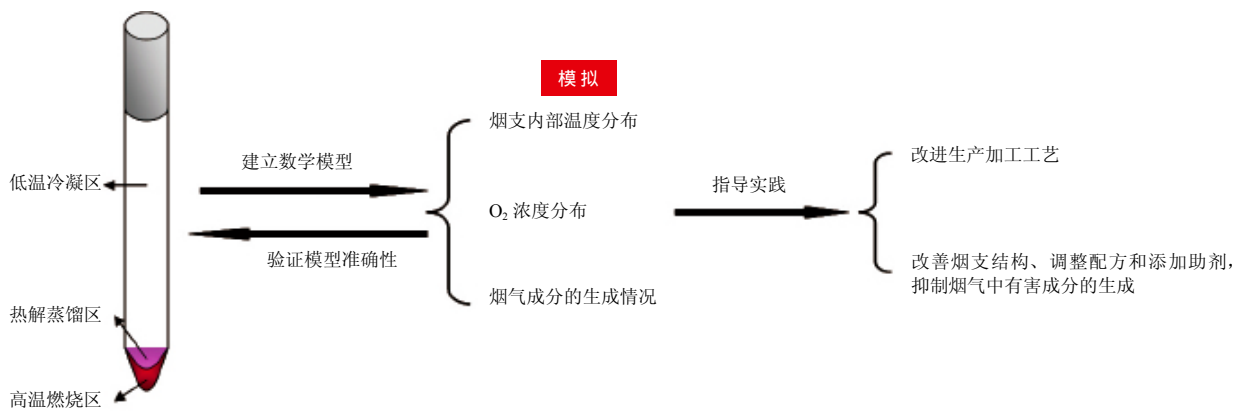 模拟
烟支内部温度分布
建立数学模型
改进生产加工工艺
低温冷凝区
指导实践
O₂ 浓度分布
验证模型准确性
改善烟支结构、调整配方和添加助剂，
抑制烟气中有害成分的生成
烟气成分的生成情况
热解蒸馏区
高温燃烧区